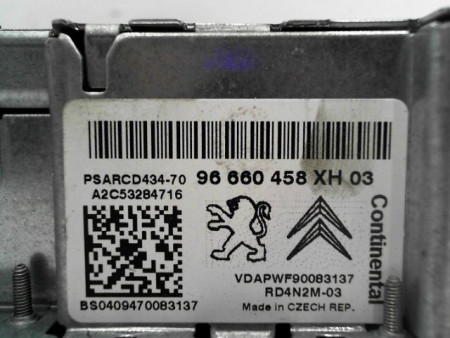 PSARCD434-70 96 660 458 XH 03
A2C53284716
Continental
VDAPWF90083137
RD4N2M-03
BS0409470083137
Made in CZECH REP.